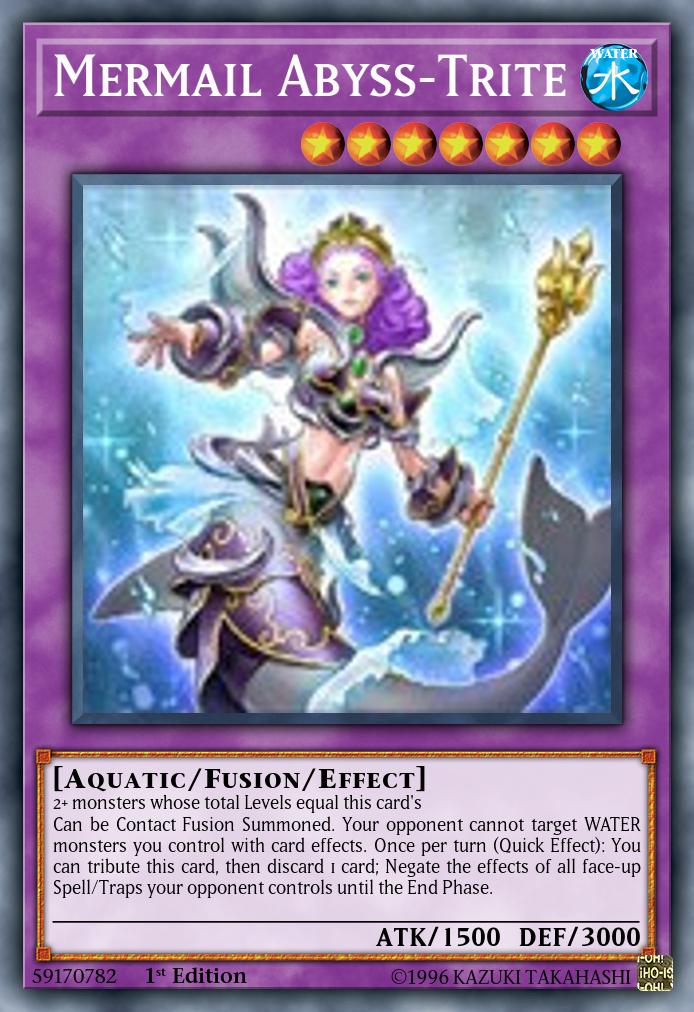 Mermail Abyss-Trite
WATER
水
[Aquatic/Fusion/Effect]
2+ monsters whose total Levels equal this card's
Can be Contact Fusion Summoned. Your opponent cannot target WATER
monsters you control with card effects. Once per turn (Quick Effect): You
can tribute this card, then discard 1 card; Negate the effects of all face-up
Spell/Traps your opponent controls until the End Phase.
ATK/1500 DEF/3000
59170782 1st Edition ©1996 KAZUKI TAKAHASHI